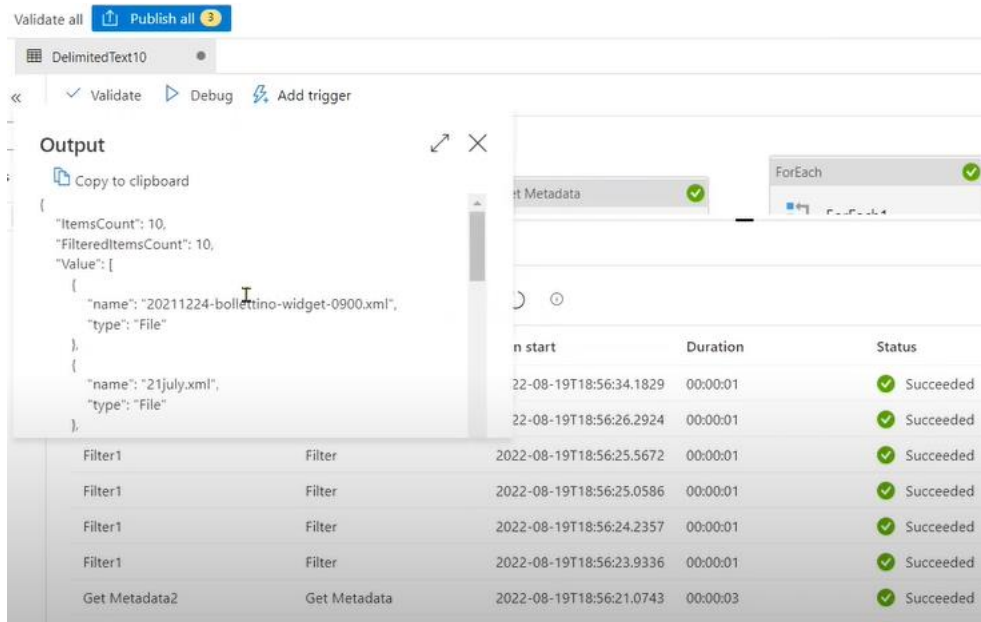 Validate all Publish all 3
DelimitedText10
« Validate Debug Add trigger
Output
Copy to clipboard
{
"ItemsCount": 10,
"FilteredItemsCount": 10,
"Value": [
{
"name": "20211224-bollettino-widget-0900.xml",
"type": "File"
},
{
"name": "21july.xml",
"type": "File"
},
et Metadata
ForEach
ForEach1
n start Duration Status
22-08-19T18:56:34.1829 00:00:01 Succeeded
22-08-19T18:56:26.2924 00:00:01 Succeeded
Filter1 Filter 2022-08-19T18:56:25.5672 00:00:01 Succeeded
Filter1 Filter 2022-08-19T18:56:25.0586 00:00:01 Succeeded
Filter1 Filter 2022-08-19T18:56:24.2357 00:00:01 Succeeded
Filter1 Filter 2022-08-19T18:56:23.9336 00:00:01 Succeeded
Get Metadata2 Get Metadata 2022-08-19T18:56:21.0743 00:00:03 Succeeded